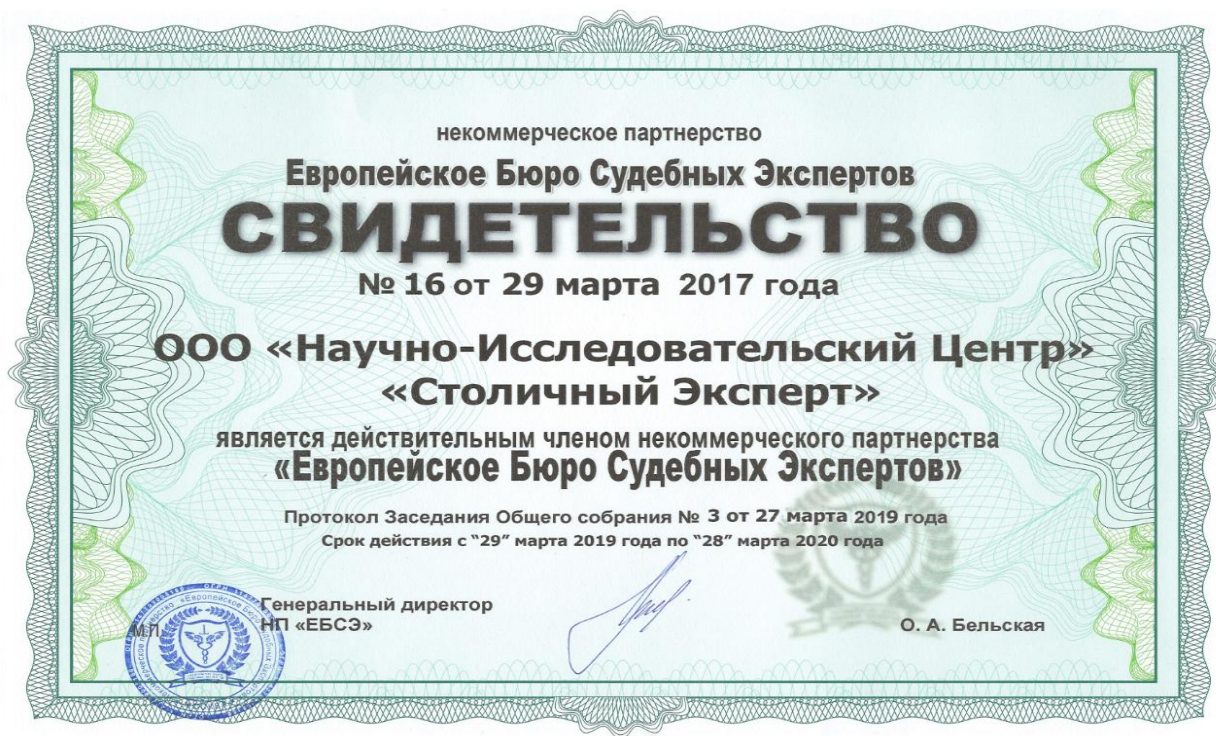 некоммерческое партнерство
Европейское Бюро Судебных Экспертов
СВИДЕТЕЛЬСТВО
№ 16 от 29 марта 2017 года
ООО «Научно-Исследовательский Центр»
«Столичный Эксперт»
является действительным членом некоммерческого партнерства
«Европейское Бюро Судебных Экспертов»
Протокол Заседания Общего собрания № 3 от 27 марта 2019 года
Срок действия с “29” марта 2019 года по “28” марта 2020 года
Генеральный директор
М.П. НП «ЕБСЭ»
О. А. Бельская